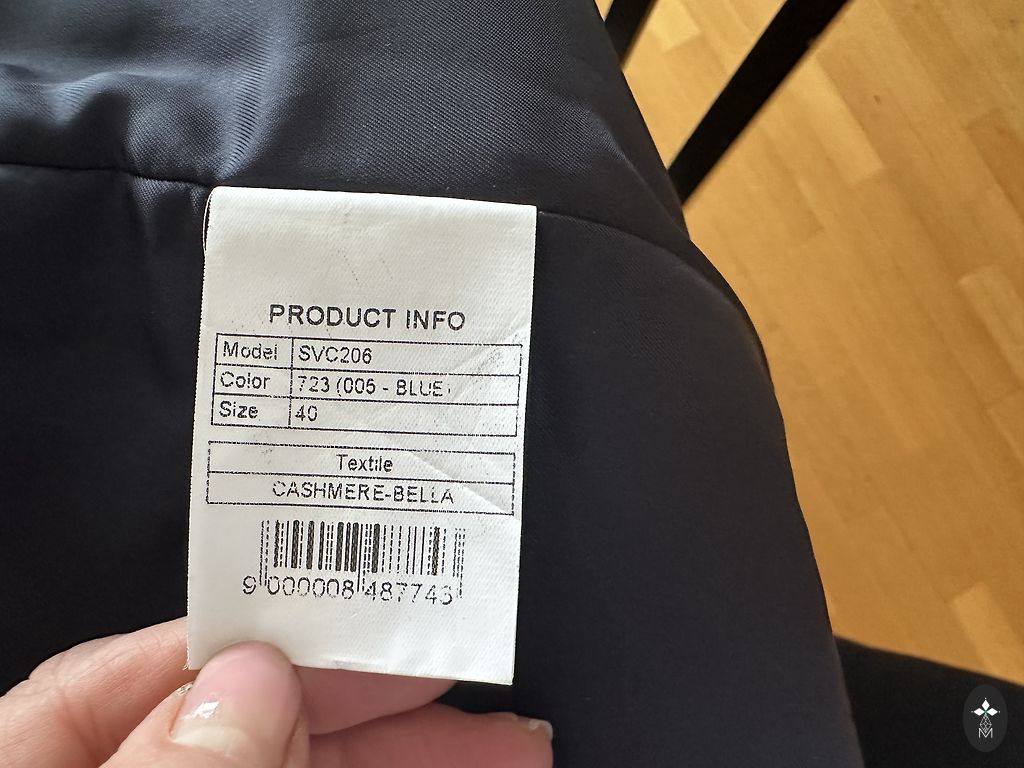 PRODUCT INFO
Model SVC206
Color 723 (005 - BLUE)
Size 40
Textile
CASHMERE-BELLA
9 000008 487743